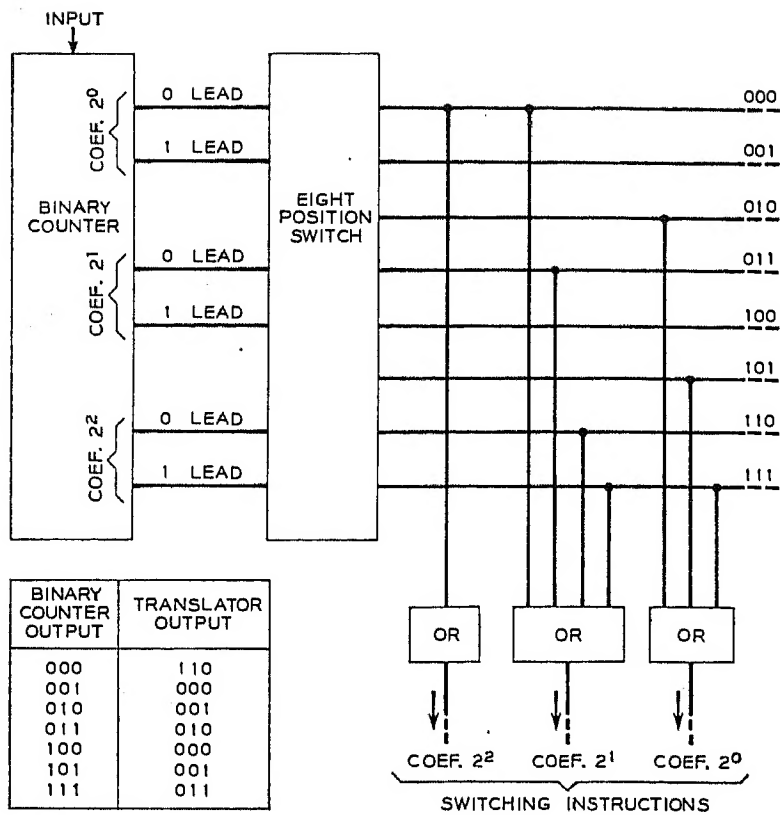 INPUT
BINARY
COUNTER
COEF. 2⁰
0 LEAD
1 LEAD
COEF. 2¹
0 LEAD
1 LEAD
COEF. 2²
0 LEAD
1 LEAD
EIGHT
POSITION
SWITCH
000
001
010
011
100
101
110
111
OR OR OR
COEF. 2² COEF. 2¹ COEF. 2⁰
SWITCHING INSTRUCTIONS
BINARY
COUNTER
OUTPUT
TRANSLATOR
OUTPUT
000 110
001 000
010 001
011 010
100 000
101 001
111 011